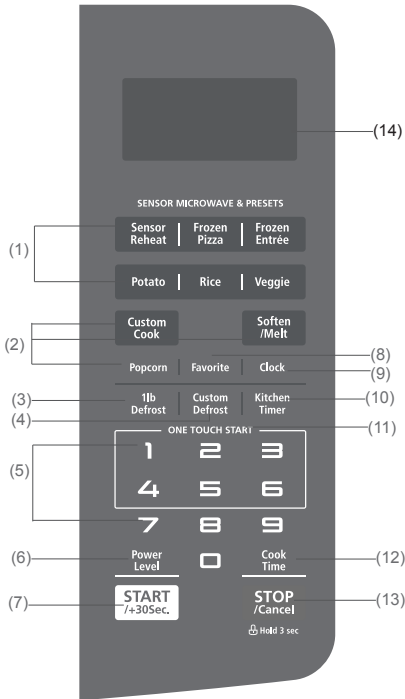 (14)
SENSOR MICROWAVE & PRESETS
Sensor Reheat
Frozen Pizza
Frozen Entrée
(1)
Potato
Rice
Veggie
Custom Cook
Soften /Melt
(2)
(8)
Popcorn
Favorite
Clock
(9)
(3)
1lb Defrost
Custom Defrost
Kitchen Timer
(10)
(4)
ONE TOUCH START
(11)
1 2 3
(5)
4 5 6
7 8 9
(6)
Power Level
0
Cook Time
(12)
(7)
START /+30Sec.
STOP /Cancel
(13)
Hold 3 sec